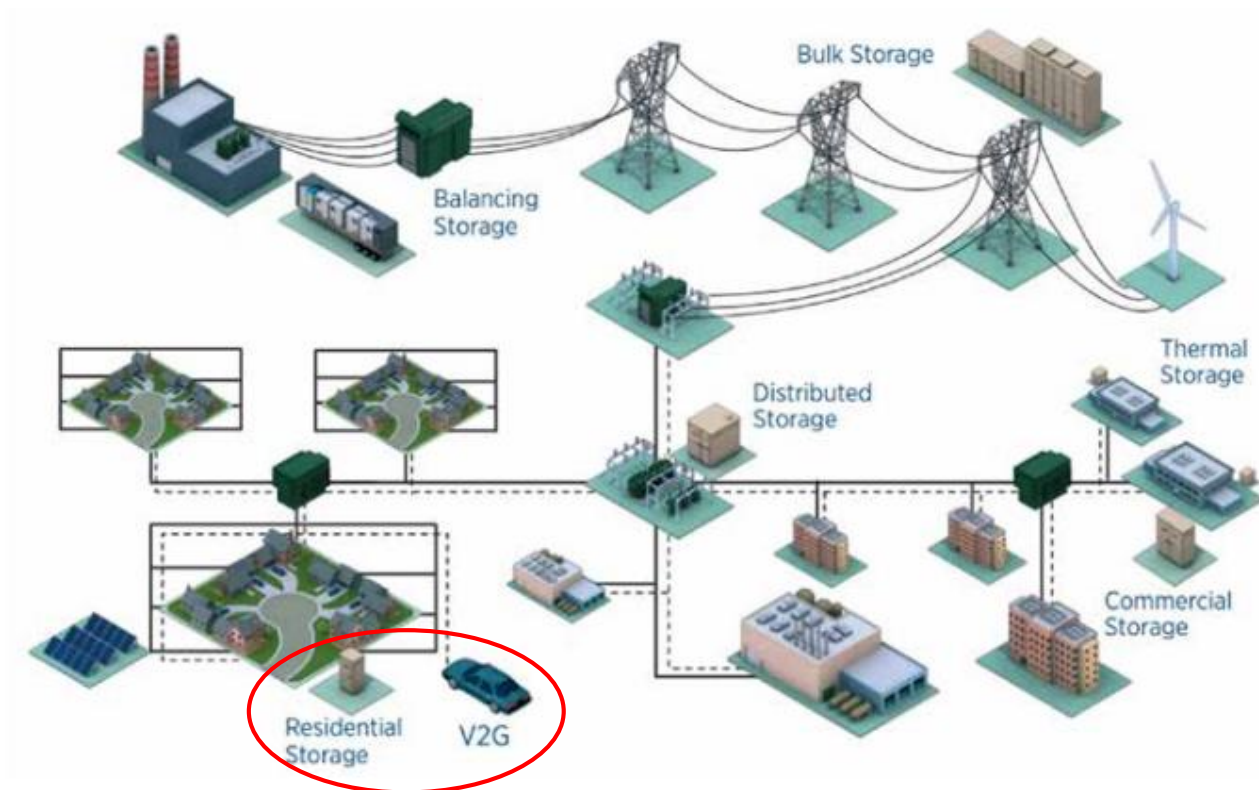 Bulk Storage
Balancing
Storage
Thermal
Storage
Distributed
Storage
Commercial
Storage
Residential
Storage
V2G